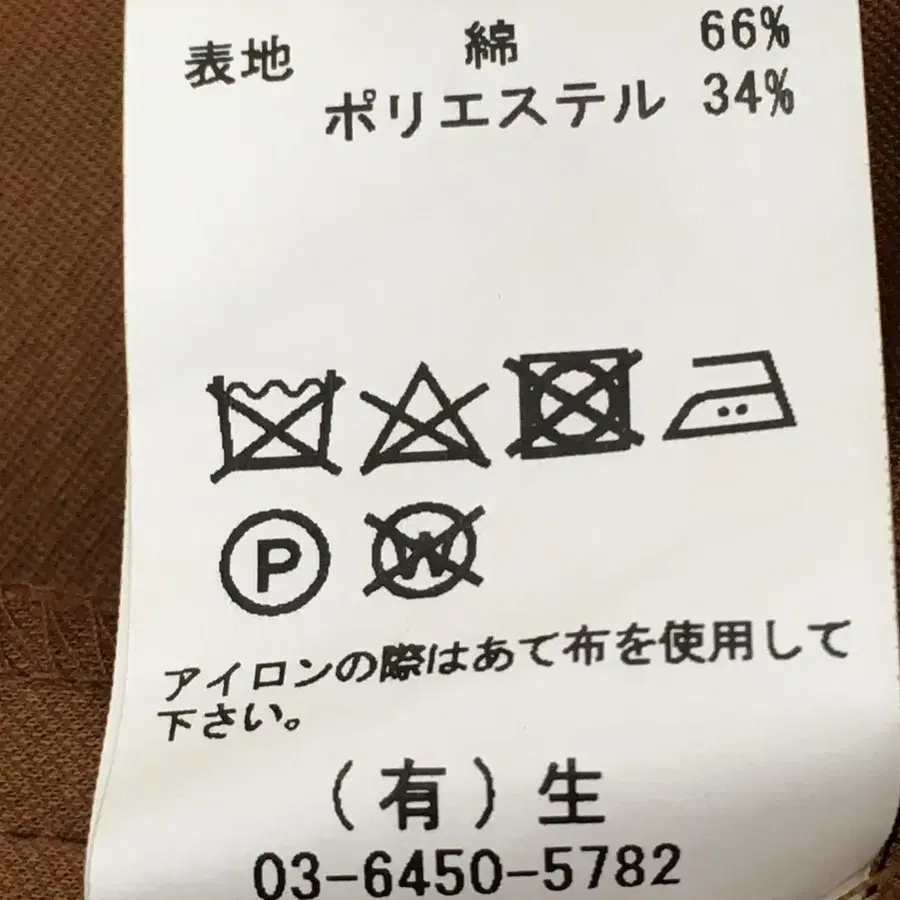 表地 綿 66%
ポリエステル 34%
P W
アイロンの際はあて布を使用して
下さい。
(有)生
03-6450-5782